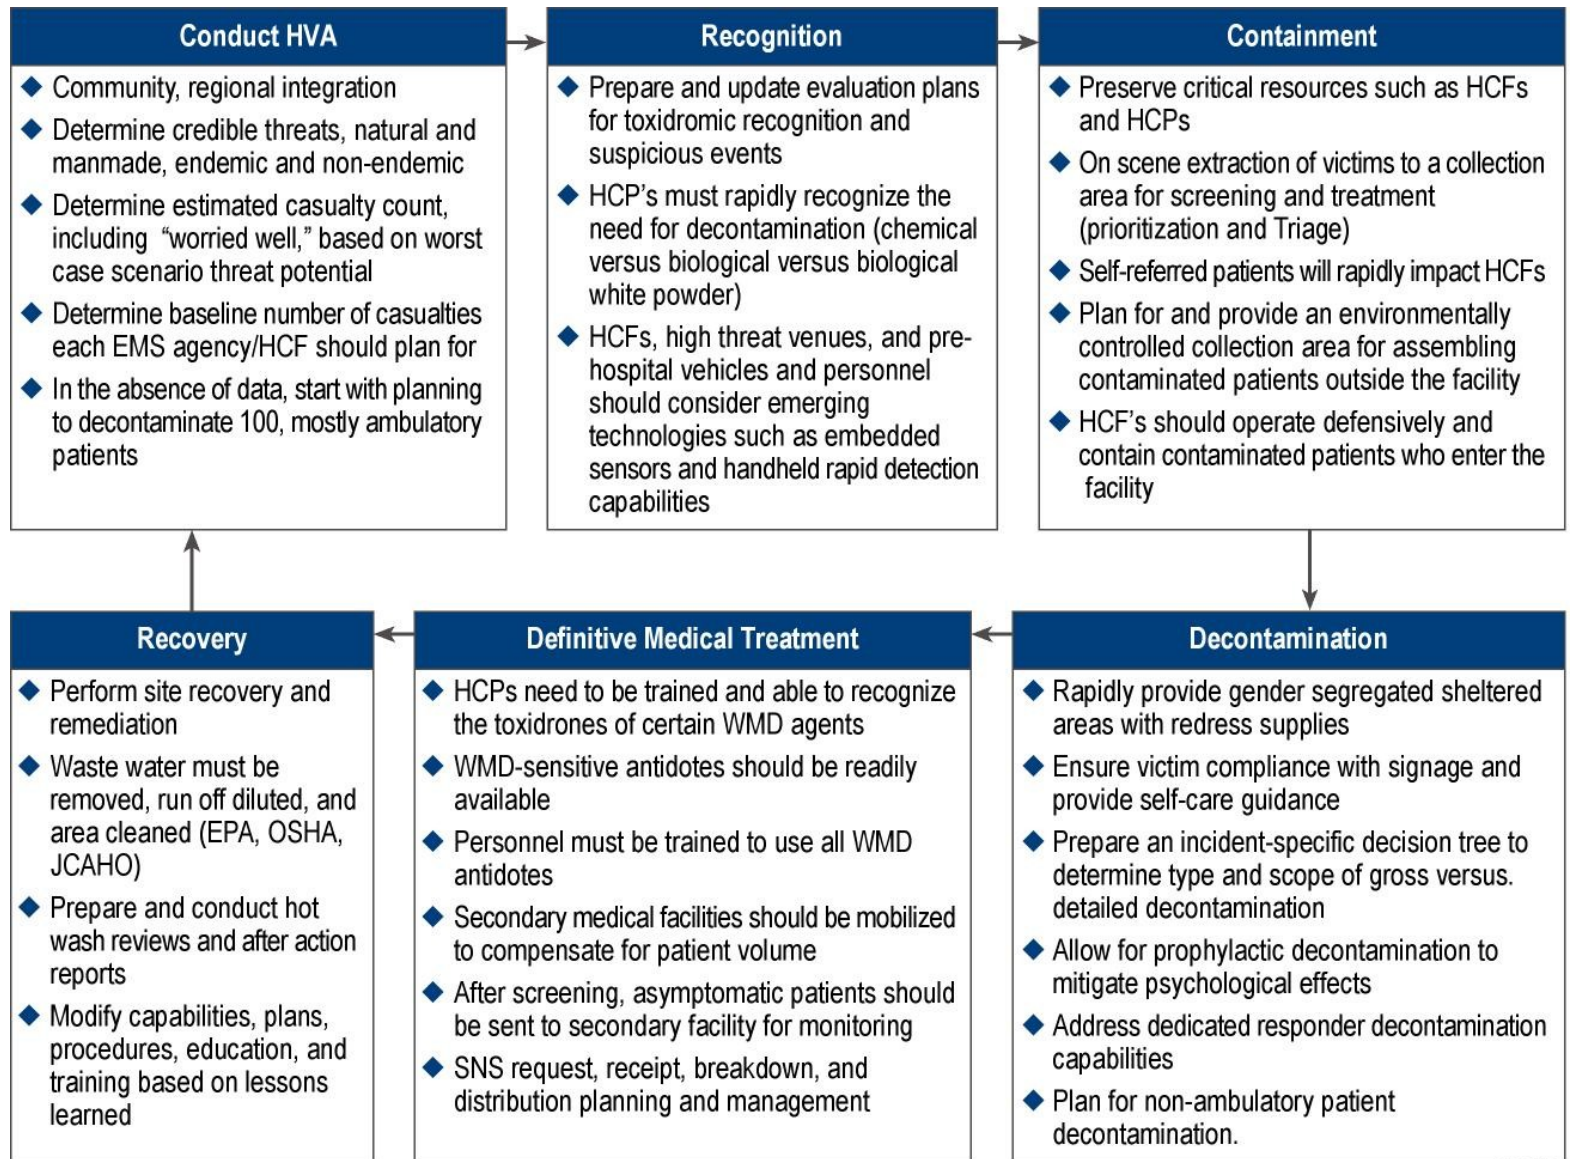 Conduct HVA
◆ Community, regional integration
◆ Determine credible threats, natural and
manmade, endemic and non-endemic
◆ Determine estimated casualty count,
including “worried well,” based on worst
case scenario threat potential
◆ Determine baseline number of casualties
each EMS agency/HCF should plan for
◆ In the absence of data, start with planning
to decontaminate 100, mostly ambulatory
patients
Recognition
◆ Prepare and update evaluation plans
for toxidromic recognition and
suspicious events
◆ HCP’s must rapidly recognize the
need for decontamination (chemical
versus biological versus biological
white powder)
◆ HCFs, high threat venues, and pre-
hospital vehicles and personnel
should consider emerging
technologies such as embedded
sensors and handheld rapid detection
capabilities
Containment
◆ Preserve critical resources such as HCFs
and HCPs
◆ On scene extraction of victims to a collection
area for screening and treatment
(prioritization and Triage)
◆ Self-referred patients will rapidly impact HCFs
◆ Plan for and provide an environmentally
controlled collection area for assembling
contaminated patients outside the facility
◆ HCF’s should operate defensively and
contain contaminated patients who enter the
facility
Recovery
◆ Perform site recovery and
remediation
◆ Waste water must be
removed, run off diluted, and
area cleaned (EPA, OSHA,
JCAHO)
◆ Prepare and conduct hot
wash reviews and after action
reports
◆ Modify capabilities, plans,
procedures, education, and
training based on lessons
learned
Definitive Medical Treatment
◆ HCPs need to be trained and able to recognize
the toxidrones of certain WMD agents
◆ WMD-sensitive antidotes should be readily
available
◆ Personnel must be trained to use all WMD
antidotes
◆ Secondary medical facilities should be mobilized
to compensate for patient volume
◆ After screening, asymptomatic patients should
be sent to secondary facility for monitoring
◆ SNS request, receipt, breakdown, and
distribution planning and management
Decontamination
◆ Rapidly provide gender segregated sheltered
areas with redress supplies
◆ Ensure victim compliance with signage and
provide self-care guidance
◆ Prepare an incident-specific decision tree to
determine type and scope of gross versus.
detailed decontamination
◆ Allow for prophylactic decontamination to
mitigate psychological effects
◆ Address dedicated responder decontamination
capabilities
◆ Plan for non-ambulatory patient
decontamination.